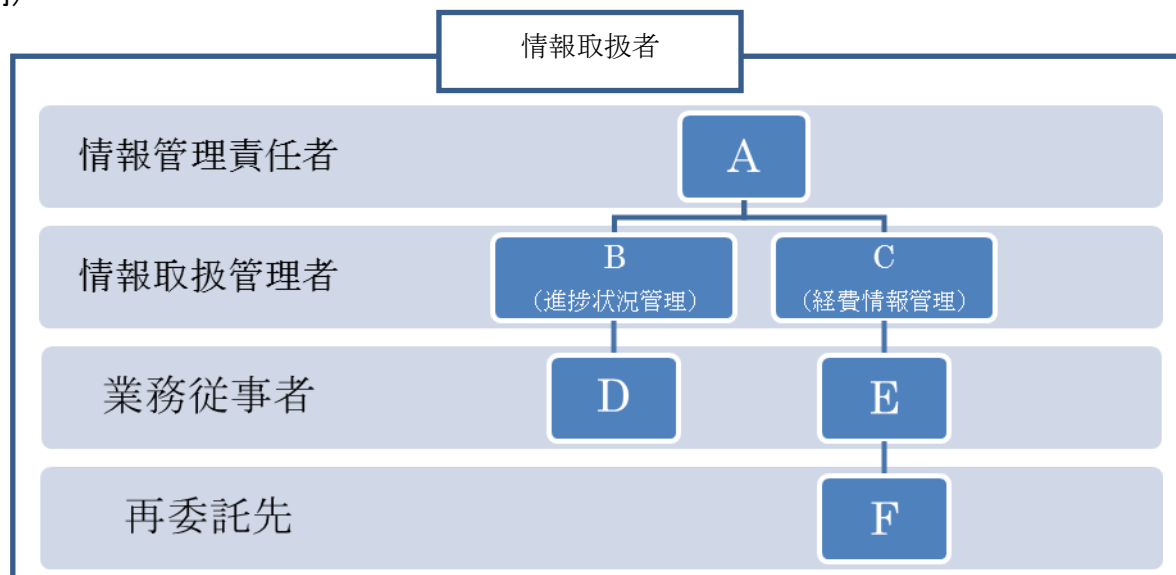 情報取扱者
情報管理責任者
A
情報取扱管理者
B
（進捗状況管理）
C
（経費情報管理）
業務従事者
D
E
再委託先
F